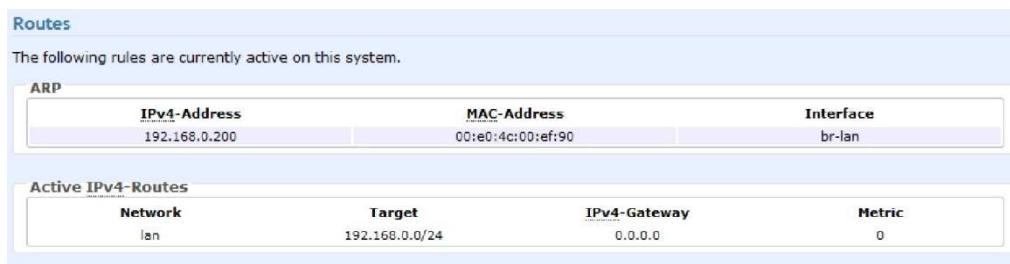 Routes
The following rules are currently active on this system.
ARP
IPv4-Address MAC-Address Interface
192.168.0.200 00:e0:4c:00:ef:90 br-lan
Active IPv4-Routes
Network Target IPv4-Gateway Metric
lan 192.168.0.0/24 0.0.0.0 0